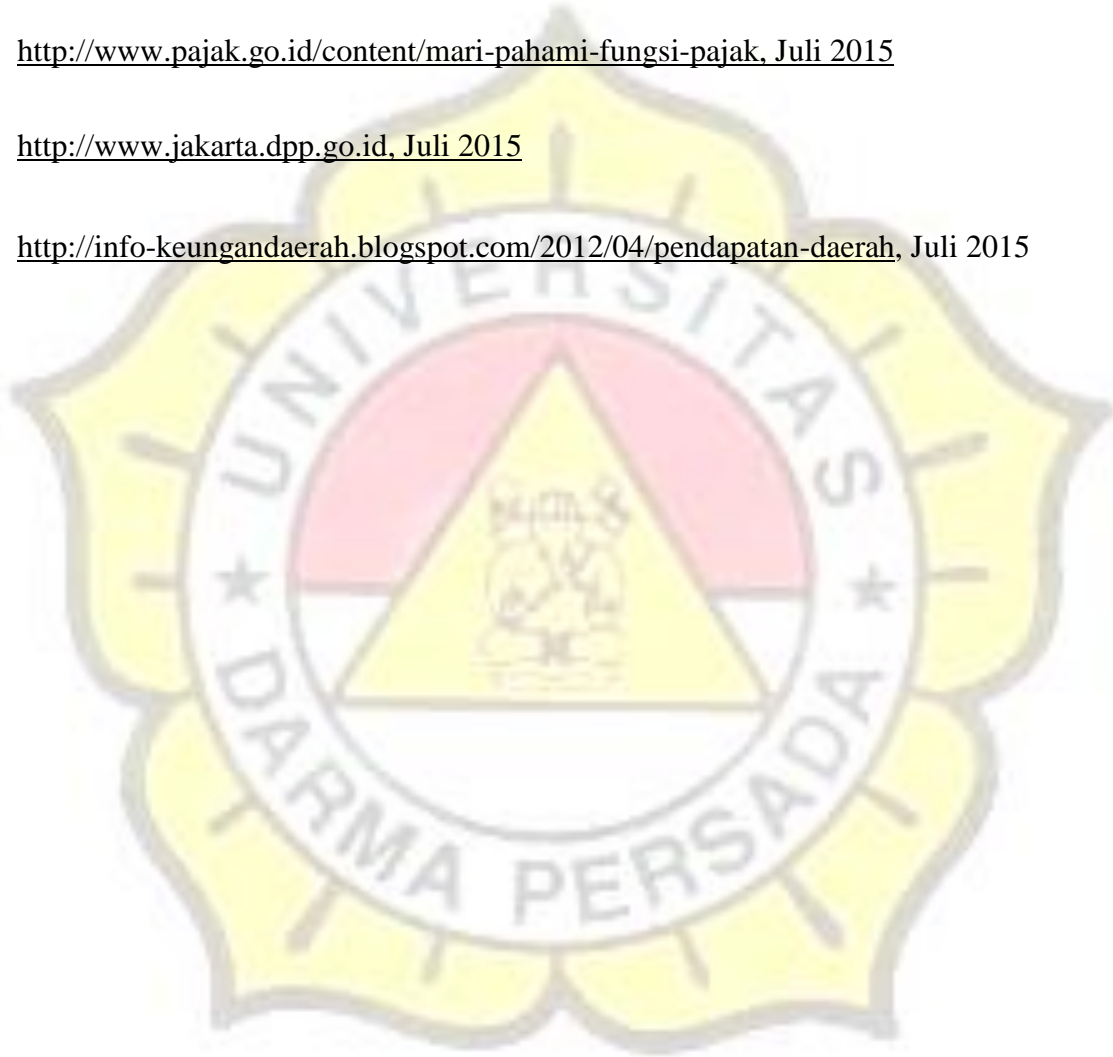 http://www.pajak.go.id/content/mari-pahami-fungsi-pajak, Juli 2015
http://www.jakarta.dpp.go.id, Juli 2015
http://info-keungandaerah.blogspot.com/2012/04/pendapatan-daerah, Juli 2015
UNIVERSITAS
DARMA PERSADA